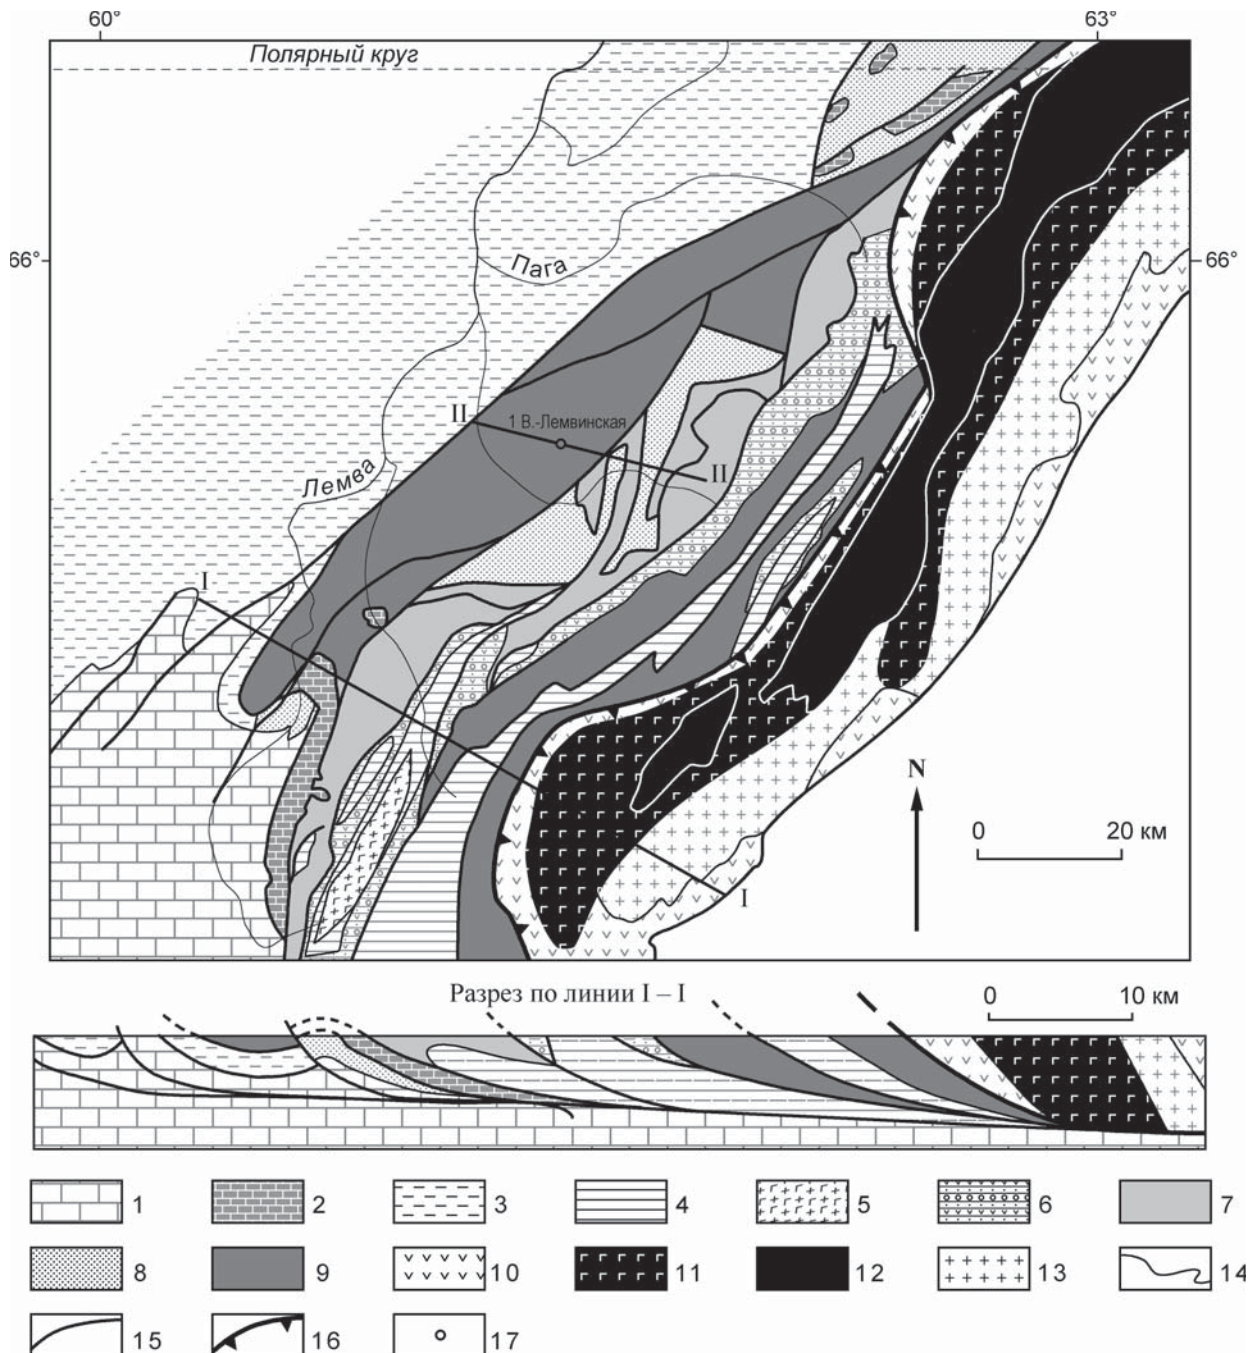 60°
63°
Полярный круг
66°
66°
Пага
II
1 В.-Лемвинская
II
Лемва
I
N
0 20 км
I
Разрез по линии I – I
0 10 км
1 2 3 4 5 6 7
8 9 10 11 12 13 14
15 16 17